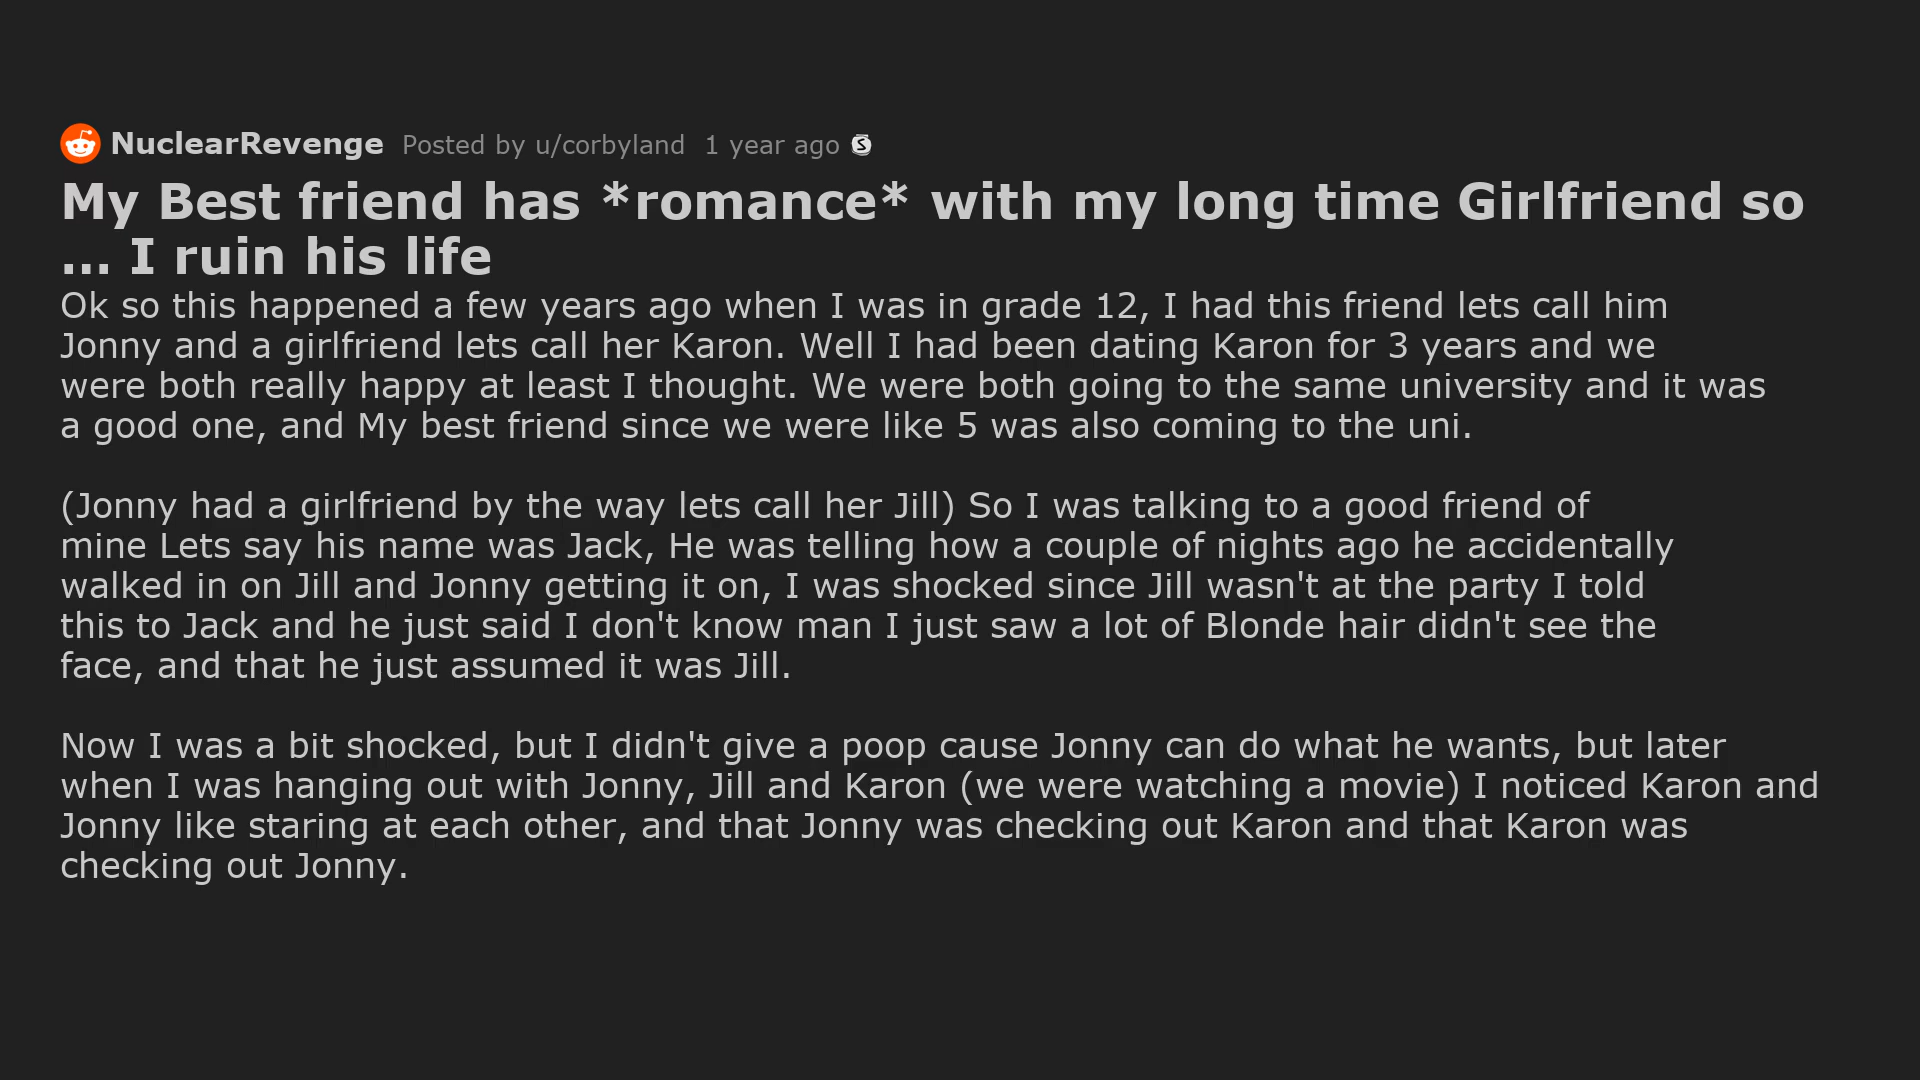 NuclearRevenge Posted by u/corbyland 1 year ago
My Best friend has *romance* with my long time Girlfriend so
... I ruin his life
Ok so this happened a few years ago when I was in grade 12, I had this friend lets call him
Jonny and a girlfriend lets call her Karon. Well I had been dating Karon for 3 years and we
were both really happy at least I thought. We were both going to the same university and it was
a good one, and My best friend since we were like 5 was also coming to the uni.
(Jonny had a girlfriend by the way lets call her Jill) So I was talking to a good friend of
mine Lets say his name was Jack, He was telling how a couple of nights ago he accidentally
walked in on Jill and Jonny getting it on, I was shocked since Jill wasn't at the party I told
this to Jack and he just said I don't know man I just saw a lot of Blonde hair didn't see the
face, and that he just assumed it was Jill.
Now I was a bit shocked, but I didn't give a poop cause Jonny can do what he wants, but later
when I was hanging out with Jonny, Jill and Karon (we were watching a movie) I noticed Karon and
Jonny like staring at each other, and that Jonny was checking out Karon and that Karon was
checking out Jonny.